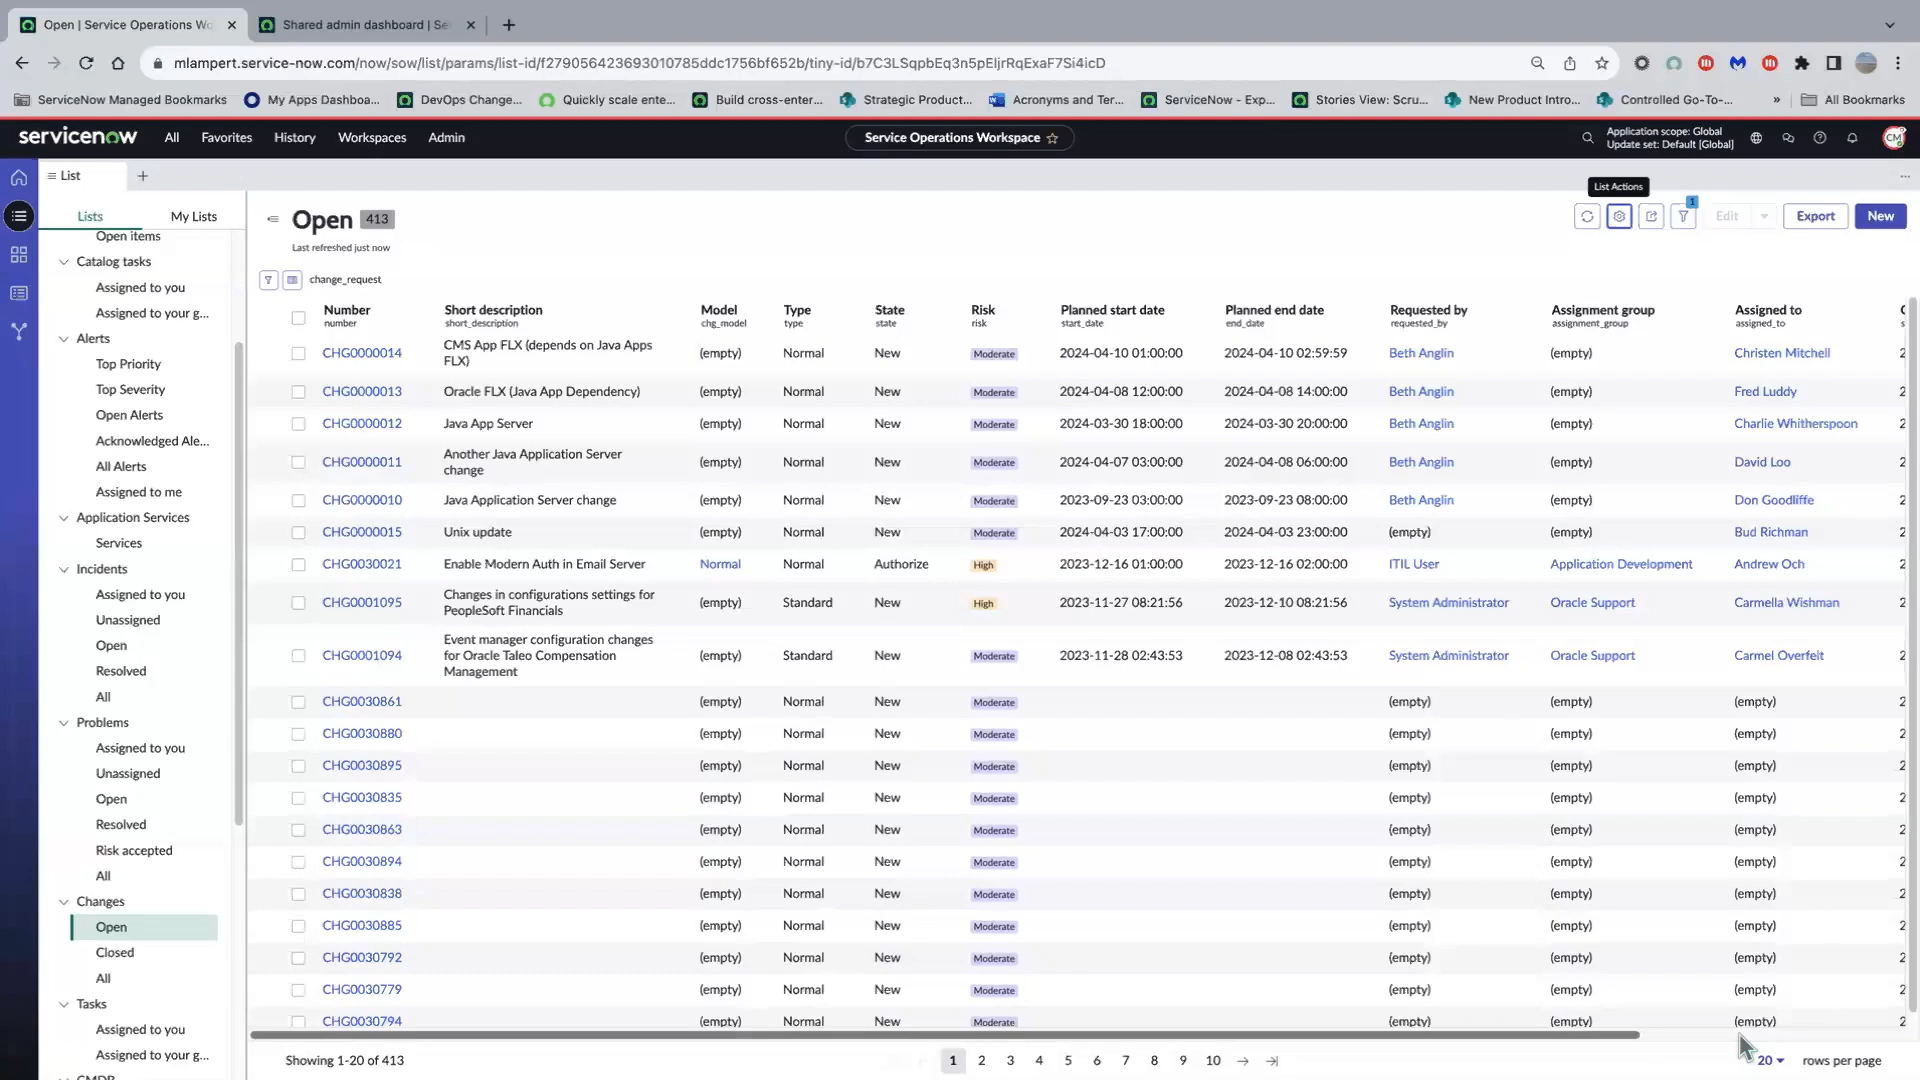 Open | Service Operations Wo
Shared admin dashboard | Se
mlampert.service-now.com/now/sow/list/params/list-id/f279056423693010785ddc1756bf652b/tiny-id/b7C3LSqpbEq3n5pEljrRqExaF7Si4icD
ServiceNow Managed Bookmarks
My Apps Dashboa...
DevOps Change...
Quickly scale ente...
Build cross-enter...
Strategic Product...
Acronyms and Ter...
ServiceNow - Exp...
Stories View: Scru...
New Product Intro...
Controlled Go-To-...
»
All Bookmarks
servicenow
All
Favorites
History
Workspaces
Admin
Service Operations Workspace
Application scope: Global
Update set: Default [Global]
CM
List
Lists
My Lists
Open items
Catalog tasks
Assigned to you
Assigned to your g...
Alerts
Top Priority
Top Severity
Open Alerts
Acknowledged Ale...
All Alerts
Assigned to me
Application Services
Services
Incidents
Assigned to you
Unassigned
Open
Resolved
All
Problems
Assigned to you
Unassigned
Open
Resolved
Risk accepted
All
Changes
Open
Closed
All
Tasks
Assigned to you
Assigned to your g...
CMDB
Open 413
Last refreshed just now
List Actions
1
Edit
Export
New
change_request
Number Short description Model Type State Risk Planned start date Planned end date Requested by Assignment group Assigned to
number short_description chg_model type state risk start_date end_date requested_by assignment_group assigned_to
CHG0000014 CMS App FLX (depends on Java Apps FLX) (empty) Normal New Moderate 2024-04-10 01:00:00 2024-04-10 02:59:59 Beth Anglin (empty) Christen Mitchell 2
CHG0000013 Oracle FLX (Java App Dependency) (empty) Normal New Moderate 2024-04-08 12:00:00 2024-04-08 14:00:00 Beth Anglin (empty) Fred Luddy 2
CHG0000012 Java App Server (empty) Normal New Moderate 2024-03-30 18:00:00 2024-03-30 20:00:00 Beth Anglin (empty) Charlie Whitherspoon 2
CHG0000011 Another Java Application Server change (empty) Normal New Moderate 2024-04-07 03:00:00 2024-04-08 06:00:00 Beth Anglin (empty) David Loo 2
CHG0000010 Java Application Server change (empty) Normal New Moderate 2023-09-23 03:00:00 2023-09-23 08:00:00 Beth Anglin (empty) Don Goodliffe 2
CHG0000015 Unix update (empty) Normal New Moderate 2024-04-03 17:00:00 2024-04-03 23:00:00 (empty) (empty) Bud Richman 2
CHG0030021 Enable Modern Auth in Email Server Normal Normal Authorize High 2023-12-16 01:00:00 2023-12-16 02:00:00 ITIL User Application Development Andrew Och 2
CHG0001095 Changes in configurations settings for PeopleSoft Financials (empty) Standard New High 2023-11-27 08:21:56 2023-12-10 08:21:56 System Administrator Oracle Support Carmella Wishman 2
CHG0001094 Event manager configuration changes for Oracle Taleo Compensation Management (empty) Standard New Moderate 2023-11-28 02:43:53 2023-12-08 02:43:53 System Administrator Oracle Support Carmel Overfelt 2
CHG0030861 (empty) Normal New Moderate (empty) (empty) (empty) 2
CHG0030880 (empty) Normal New Moderate (empty) (empty) (empty) 2
CHG0030895 (empty) Normal New Moderate (empty) (empty) (empty) 2
CHG0030835 (empty) Normal New Moderate (empty) (empty) (empty) 2
CHG0030863 (empty) Normal New Moderate (empty) (empty) (empty) 2
CHG0030894 (empty) Normal New Moderate (empty) (empty) (empty) 2
CHG0030838 (empty) Normal New Moderate (empty) (empty) (empty) 2
CHG0030885 (empty) Normal New Moderate (empty) (empty) (empty) 2
CHG0030792 (empty) Normal New Moderate (empty) (empty) (empty) 2
CHG0030779 (empty) Normal New Moderate (empty) (empty) (empty) 2
CHG0030794 (empty) Normal New Moderate (empty) (empty) (empty) 2
Showing 1-20 of 413
1 2 3 4 5 6 7 8 9 10
20 rows per page